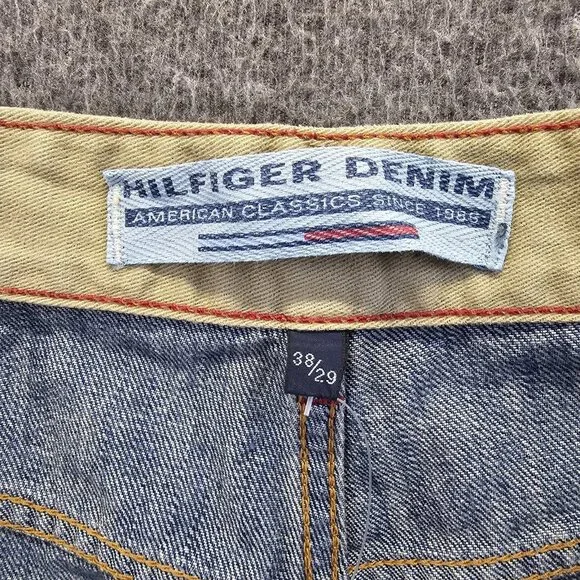 HILFIGER DENIM
AMERICAN CLASSICS SINCE 1985
38/29